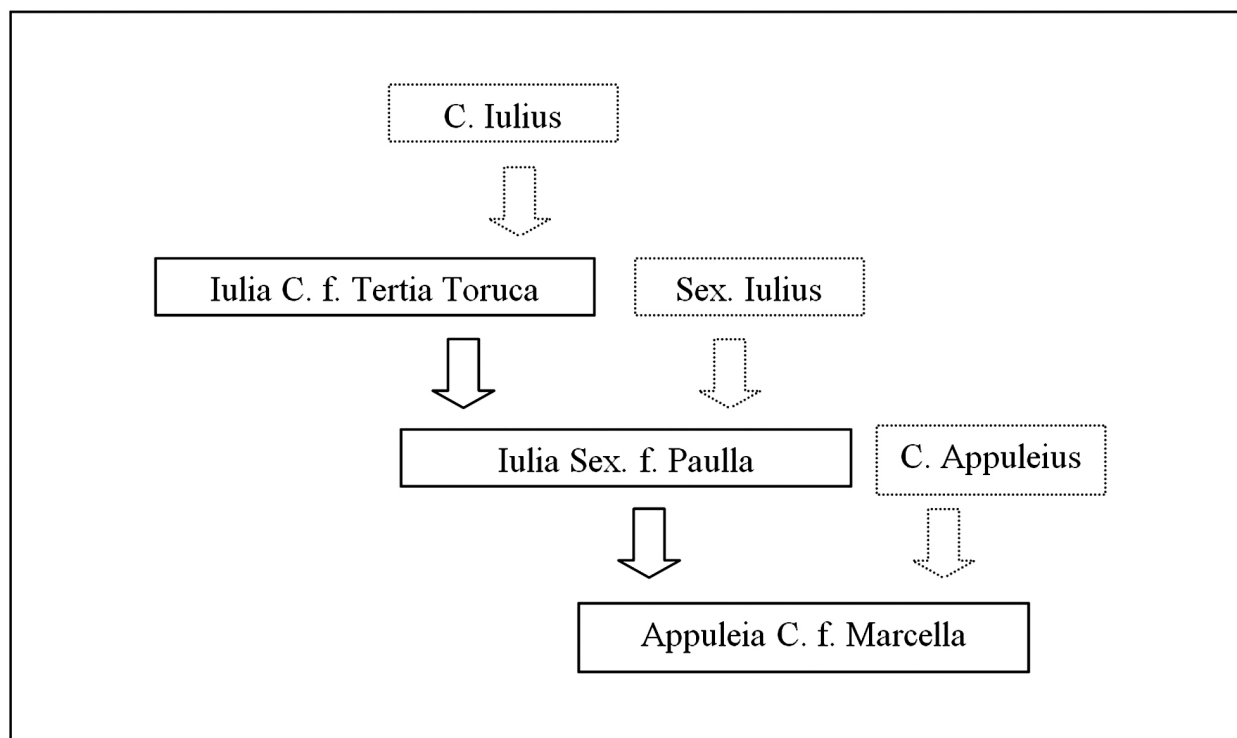 C. Iulius
Iulia C. f. Tertia Toruca
Sex. Iulius
Iulia Sex. f. Paulla
C. Appuleius
Appuleia C. f. Marcella